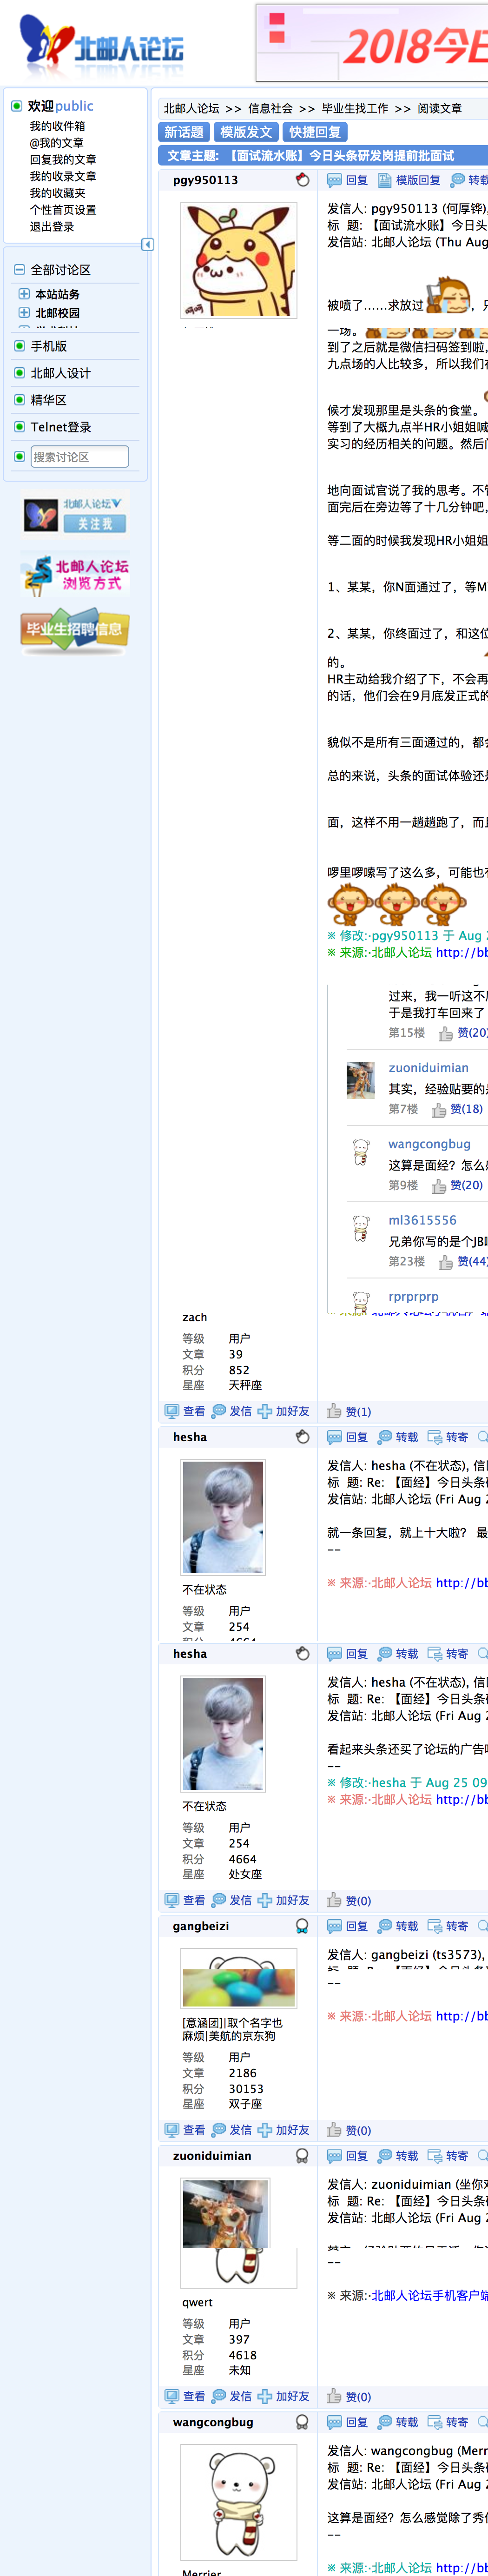 北邮人论坛
2018今日
欢迎public
我的收件箱
@我的文章
回复我的文章
我的收录文章
我的收藏夹
个性首页设置
退出登录
全部讨论区
本站站务
北邮校园
手机版
北邮人设计
精华区
Telnet登录
搜索讨论区
北邮人论坛
关注我
北邮人论坛
浏览方式
毕业生招聘信息
北邮人论坛 >> 信息社会 >> 毕业生找工作 >> 阅读文章
新话题 模版发文 快捷回复
文章主题: 【面试流水账】今日头条研发岗提前批面试
pgy950113
回复 模版回复 转载
发信人: pgy950113 (何厚铧),
标 题: 【面试流水账】今日头
发信站: 北邮人论坛 (Thu Aug
被喷了……求放过 ，只
一场。
到了之后就是微信扫码签到啦,
九点场的人比较多，所以我们在
候才发现那里是头条的食堂。
等到了大概九点半HR小姐姐喊
实习的经历相关的问题。然后问
地向面试官说了我的思考。不管
面完后在旁边等了十几分钟吧,
等二面的时候我发现HR小姐姐
1、某某，你N面通过了，等M
2、某某，你终面过了，和这位
的。
HR主动给我介绍了下，不会再
的话，他们会在9月底发正式的
貌似不是所有三面通过的，都会
总的来说，头条的面试体验还是
面，这样不用一趟趟跑了，而且
啰里啰嗦写了这么多，可能也有
※ 修改:·pgy950113 于 Aug 2
※ 来源:·北邮人论坛 http://bb
过来，我一听这不
于是我打车回来了
第15楼 赞(20)
zuoniduimian
其实，经验贴要的是
第7楼 赞(18)
wangcongbug
这算是面经？怎么感
第9楼 赞(20)
ml3615556
兄弟你写的是个JB
第23楼 赞(44)
rprprprp
zach
等级 用户
文章 39
积分 852
星座 天秤座
查看 发信 加好友 赞(1)
hesha
回复 转载 转寄
发信人: hesha (不在状态), 信
标 题: Re: 【面经】今日头条
发信站: 北邮人论坛 (Fri Aug 2
就一条回复，就上十大啦？ 最
--
※ 来源:·北邮人论坛 http://bb
不在状态
等级 用户
文章 254
积分 4664
hesha
回复 转载 转寄
发信人: hesha (不在状态), 信
标 题: Re: 【面经】今日头条
发信站: 北邮人论坛 (Fri Aug 2
看起来头条还买了论坛的广告
--
※ 修改:·hesha 于 Aug 25 09
※ 来源:·北邮人论坛 http://bb
不在状态
等级 用户
文章 254
积分 4664
星座 处女座
查看 发信 加好友 赞(0)
gangbeizi
回复 转载 转寄
发信人: gangbeizi (ts3573),
--
※ 来源:·北邮人论坛 http://bb
[意涵团]|取个名字也
麻烦|美航的京东狗
等级 用户
文章 2186
积分 30153
星座 双子座
查看 发信 加好友 赞(0)
zuoniduimian
回复 转载 转寄
发信人: zuoniduimian (坐你对
标 题: Re: 【面经】今日头条
发信站: 北邮人论坛 (Fri Aug 2
--
※ 来源:·北邮人论坛手机客户端
qwert
等级 用户
文章 397
积分 4618
星座 未知
查看 发信 加好友 赞(0)
wangcongbug
回复 转载 转寄
发信人: wangcongbug (Merr
标 题: Re: 【面经】今日头条
发信站: 北邮人论坛 (Fri Aug 2
这算是面经？怎么感觉除了秀
--
※ 来源:·北邮人论坛 http://bb
Merrier